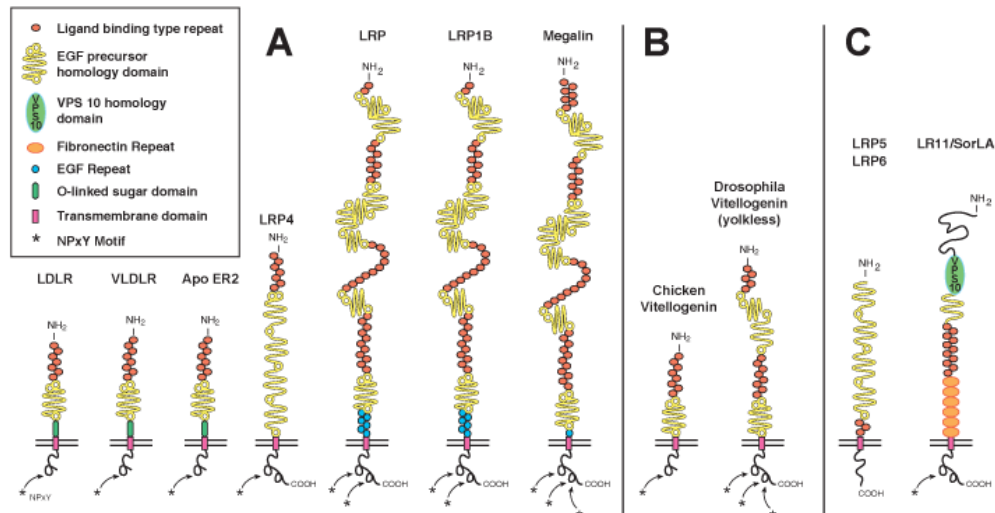 Ligand binding type repeat
EGF precursor
homology domain
VPS 10
VPS 10 homology
domain
Fibronectin Repeat
EGF Repeat
O-linked sugar domain
Transmembrane domain
* NPxY Motif
A
LRP
LRP1B
Megalin
NH2
NH2
NH2
B
C
LRP5
LRP6
LR11/SorLA
NH2
VPS 10
NH2
Drosophila
Vitellogenin
(yolkless)
NH2
Chicken
Vitellogenin
NH2
LRP4
NH2
LDLR
VLDLR
Apo ER2
NH2
NH2
NH2
* NPxY
*
*
*
COOH
* * *
COOH
* * *
COOH
* * * *
COOH
*
* * * *
COOH
COOH
*
COOH